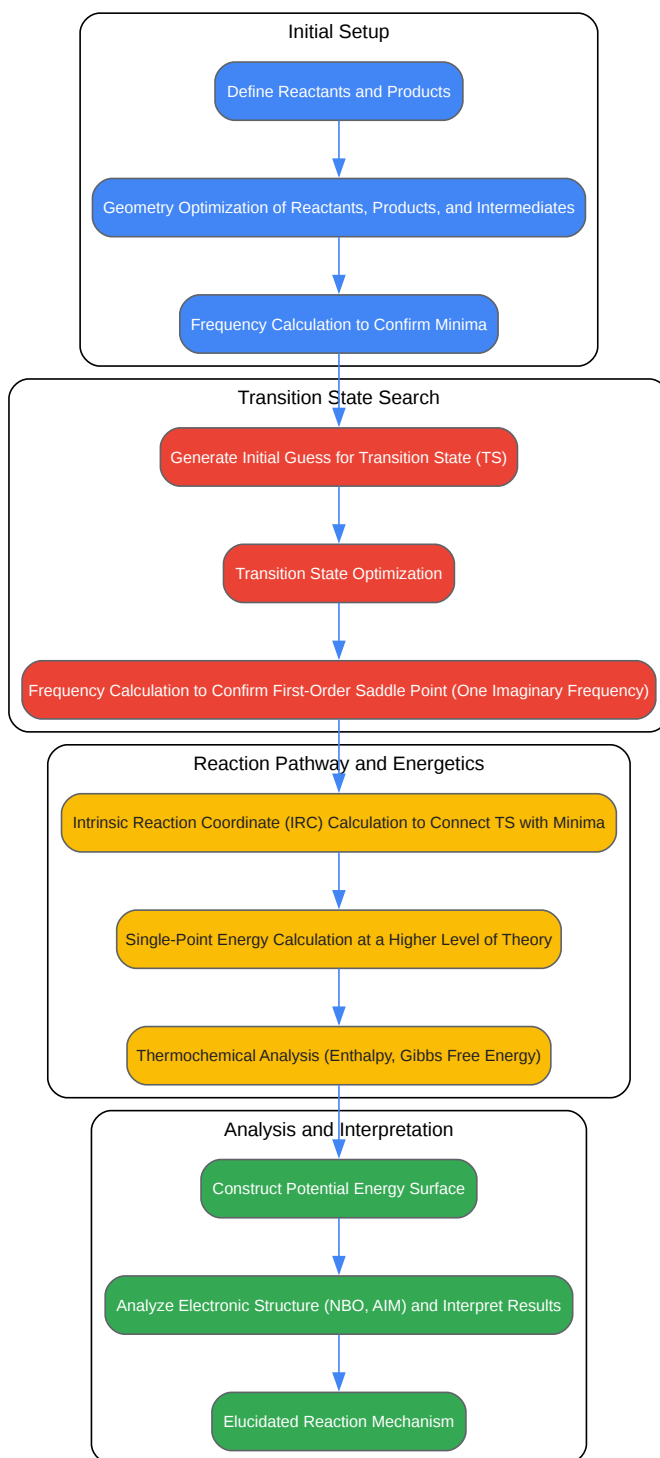 Initial Setup
Define Reactants and Products
Geometry Optimization of Reactants, Products, and Intermediates
Frequency Calculation to Confirm Minima
Transition State Search
Generate Initial Guess for Transition State (TS)
Transition State Optimization
Frequency Calculation to Confirm First-Order Saddle Point (One Imaginary Frequency)
Reaction Pathway and Energetics
Intrinsic Reaction Coordinate (IRC) Calculation to Connect TS with Minima
Single-Point Energy Calculation at a Higher Level of Theory
Thermochemical Analysis (Enthalpy, Gibbs Free Energy)
Analysis and Interpretation
Construct Potential Energy Surface
Analyze Electronic Structure (NBO, AIM) and Interpret Results
Elucidated Reaction Mechanism